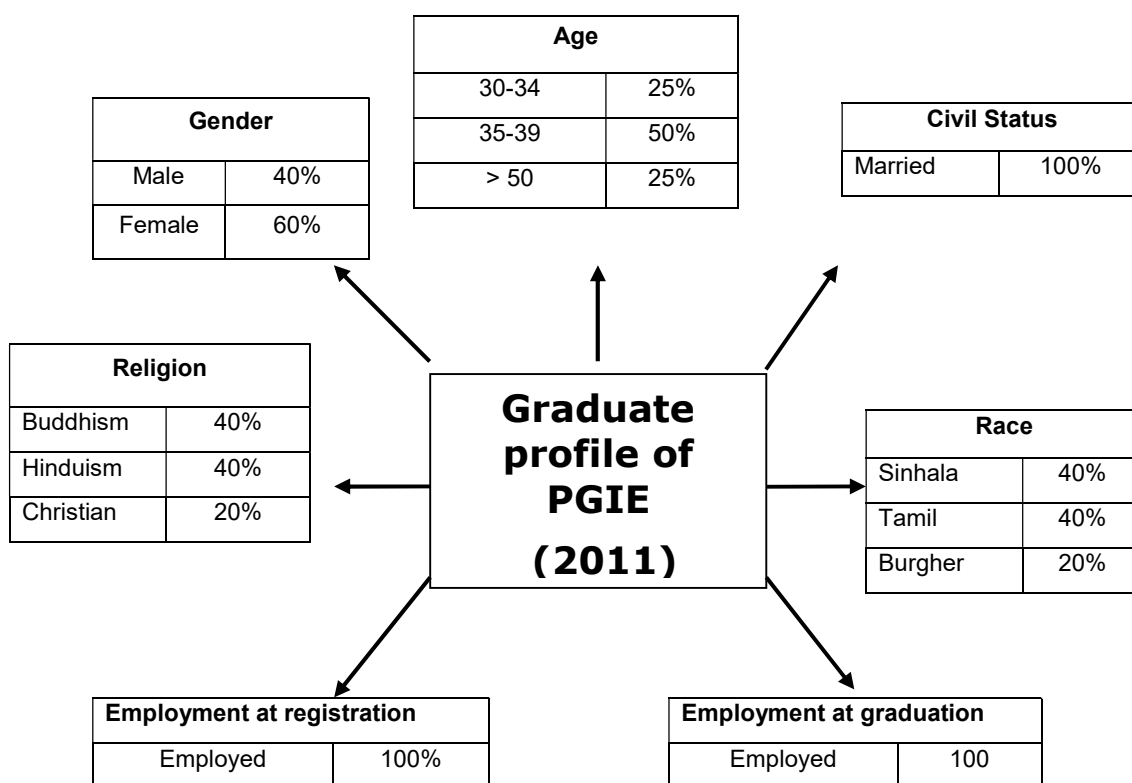 Age
30-34 25%
35-39 50%
> 50 25%
Gender
Male 40%
Female 60%
Civil Status
Married 100%
Religion
Buddhism 40%
Hinduism 40%
Christian 20%
Graduate
profile of
PGIE
(2011)
Race
Sinhala 40%
Tamil 40%
Burgher 20%
Employment at registration
Employed 100%
Employment at graduation
Employed 100